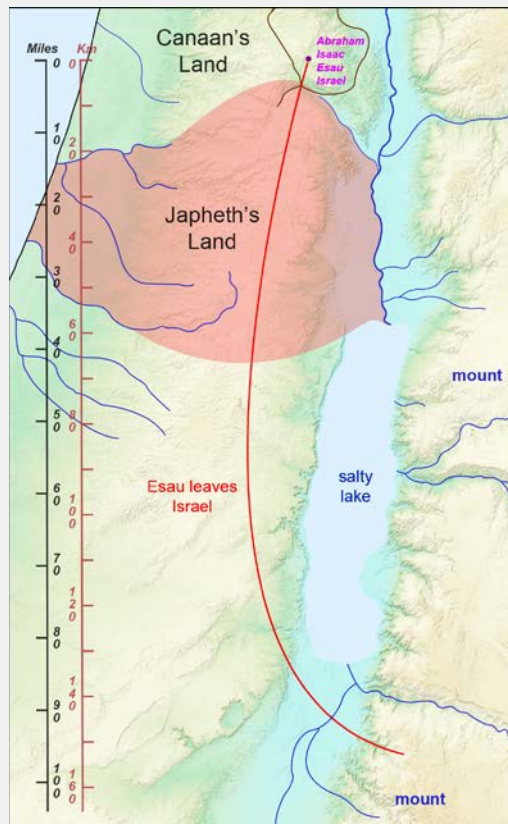 Canaan's
Land
Abraham
Isaac
Esau
Israel
Miles
Km
0
10
20
30
40
50
60
70
80
90
100
0
20
40
60
80
100
120
140
160
Japheth's
Land
mount
Esau leaves
Israel
salty
lake
mount